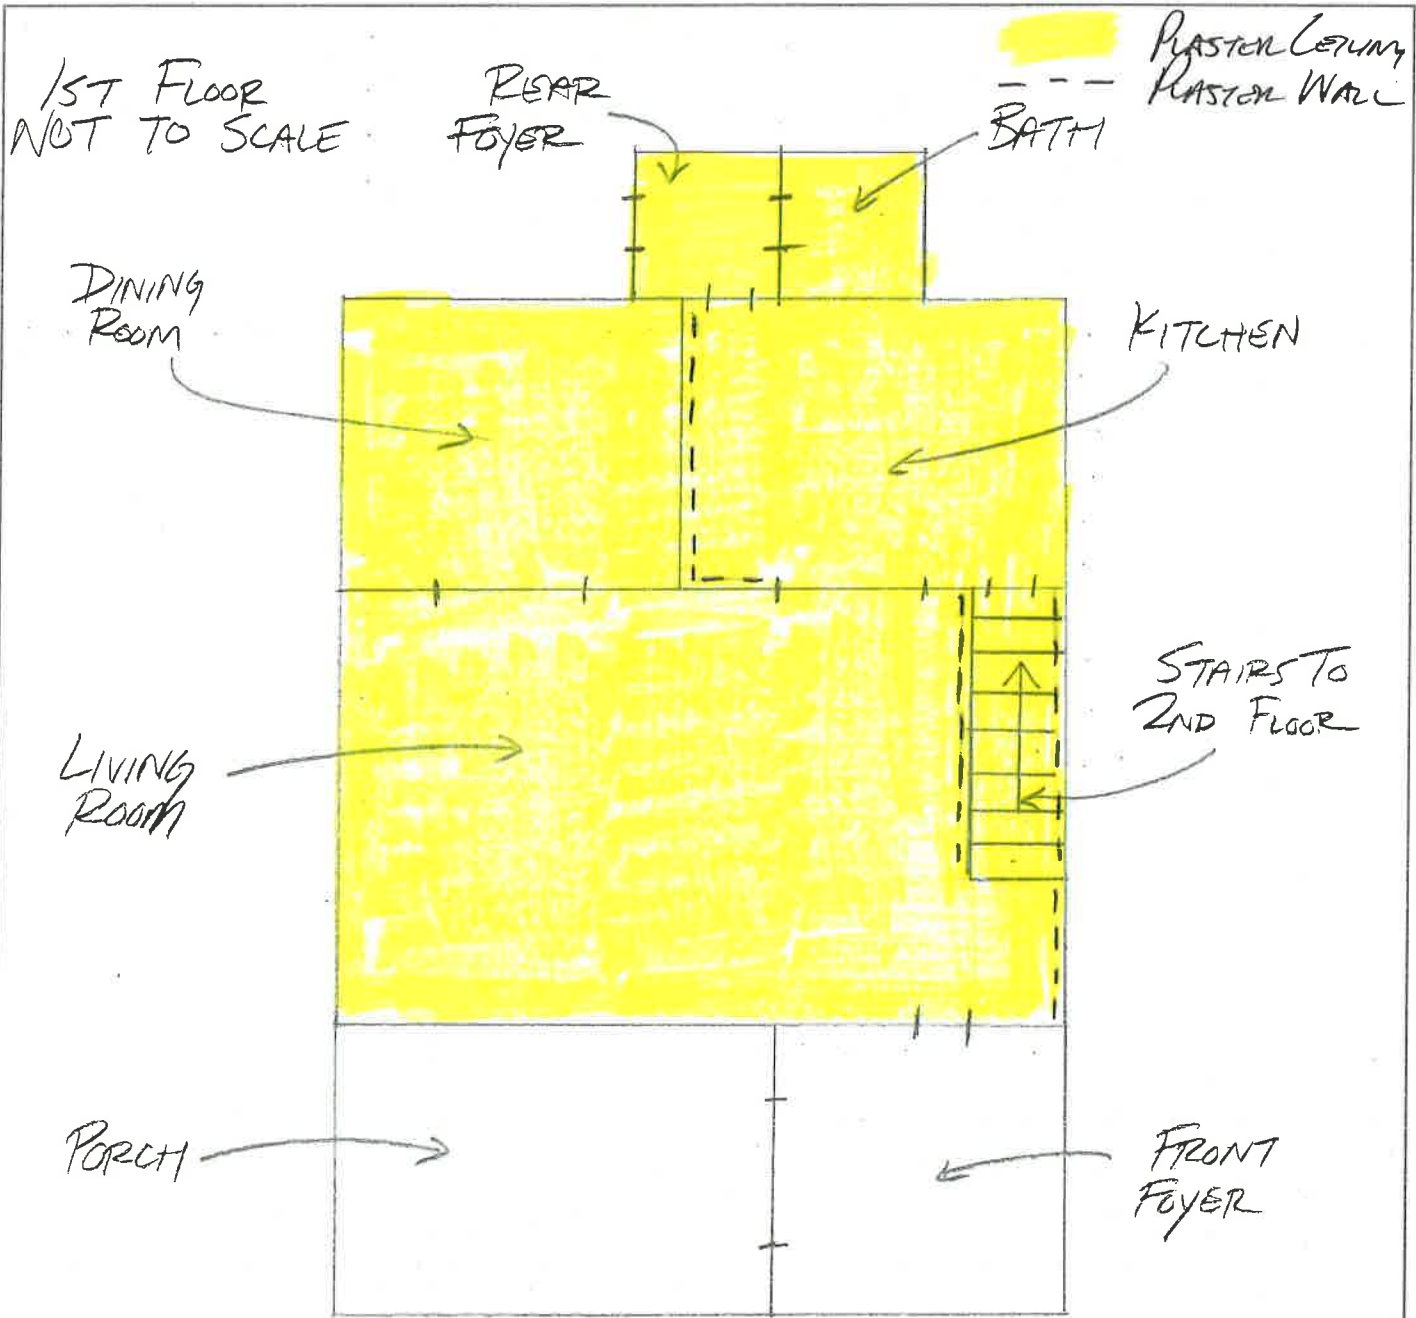 1ST FLOOR
NOT TO SCALE
PLASTER CEILING
PLASTER WALL
REAR
FOYER
BATH
DINING
ROOM
KITCHEN
STAIRS TO
2ND FLOOR
LIVING
ROOM
PORCH
FRONT
FOYER